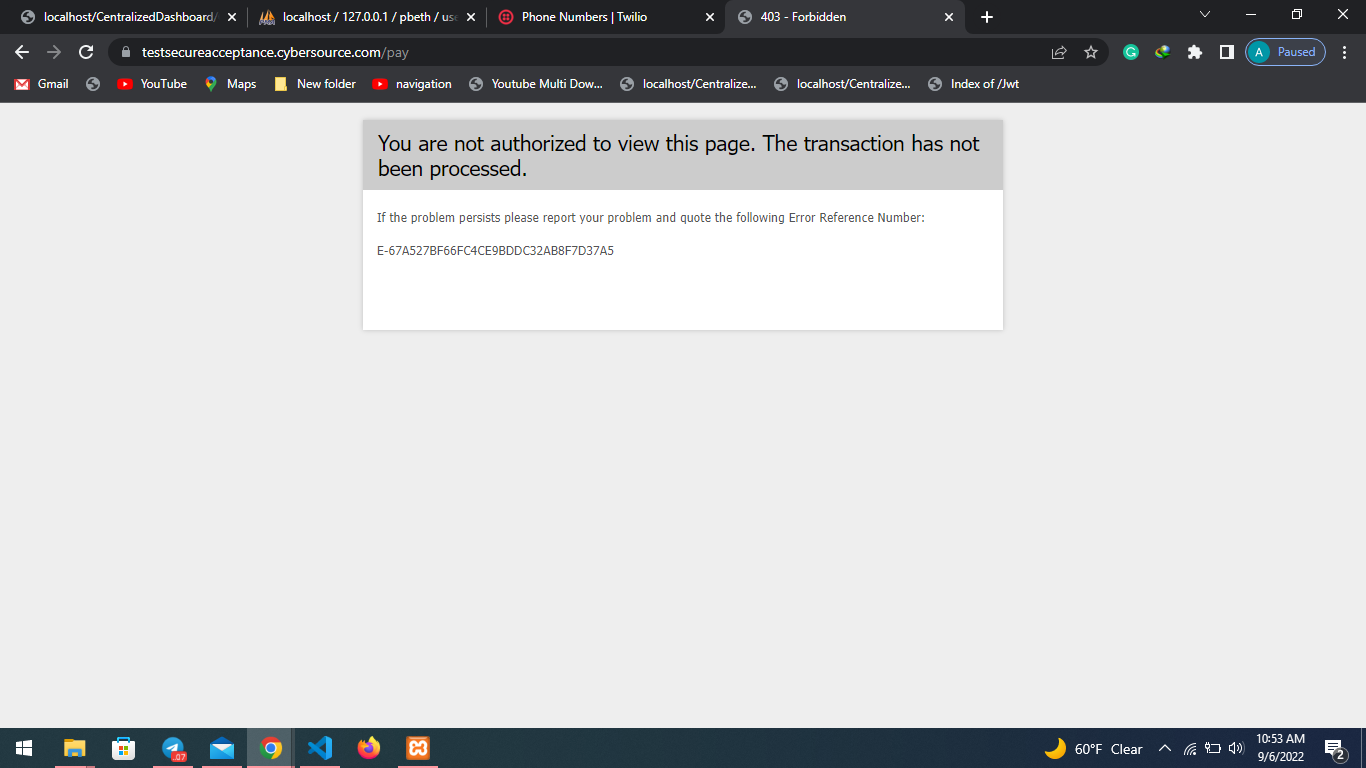 localhost/CentralizedDashboard/
localhost / 127.0.0.1 / pbeth / use
Phone Numbers | Twilio
403 - Forbidden
testsecureacceptance.cybersource.com/pay
A
Paused
Gmail
YouTube
Maps
New folder
navigation
Youtube Multi Dow...
localhost/Centralize...
localhost/Centralize...
Index of /Jwt
You are not authorized to view this page. The transaction has not
been processed.
If the problem persists please report your problem and quote the following Error Reference Number:
E-67A527BF66FC4CE9BDDC32AB8F7D37A5
.07
60°F Clear
10:53 AM
9/6/2022
2